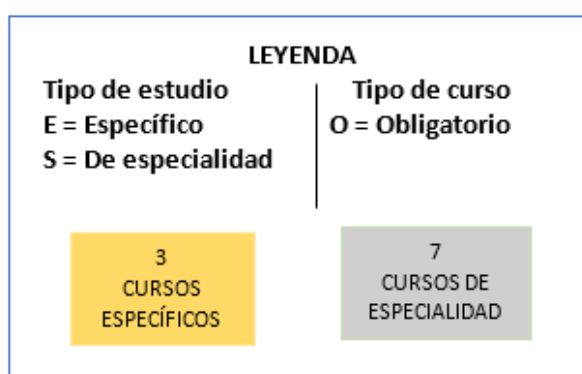 LEYENDA
Tipo de estudio
E = Específico
S = De especialidad
Tipo de curso
O = Obligatorio
3
CURSOS
ESPECÍFICOS
7
CURSOS DE
ESPECIALIDAD